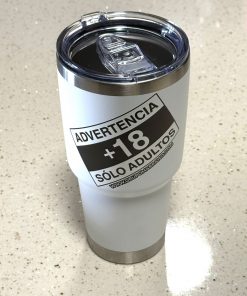 ADVERTENCIA
+18
SÓLO ADULTOS